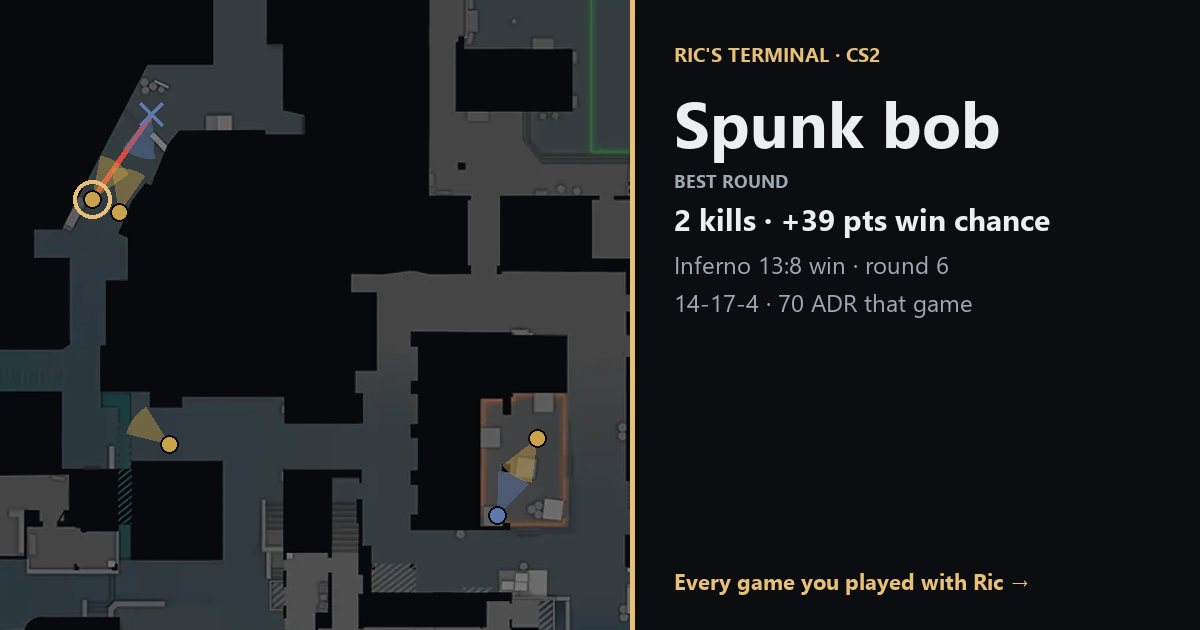 RIC'S TERMINAL · CS2
Spunk bob
BEST ROUND
2 kills · +39 pts win chance
Inferno 13:8 win · round 6
14-17-4 · 70 ADR that game
Every game you played with Ric →